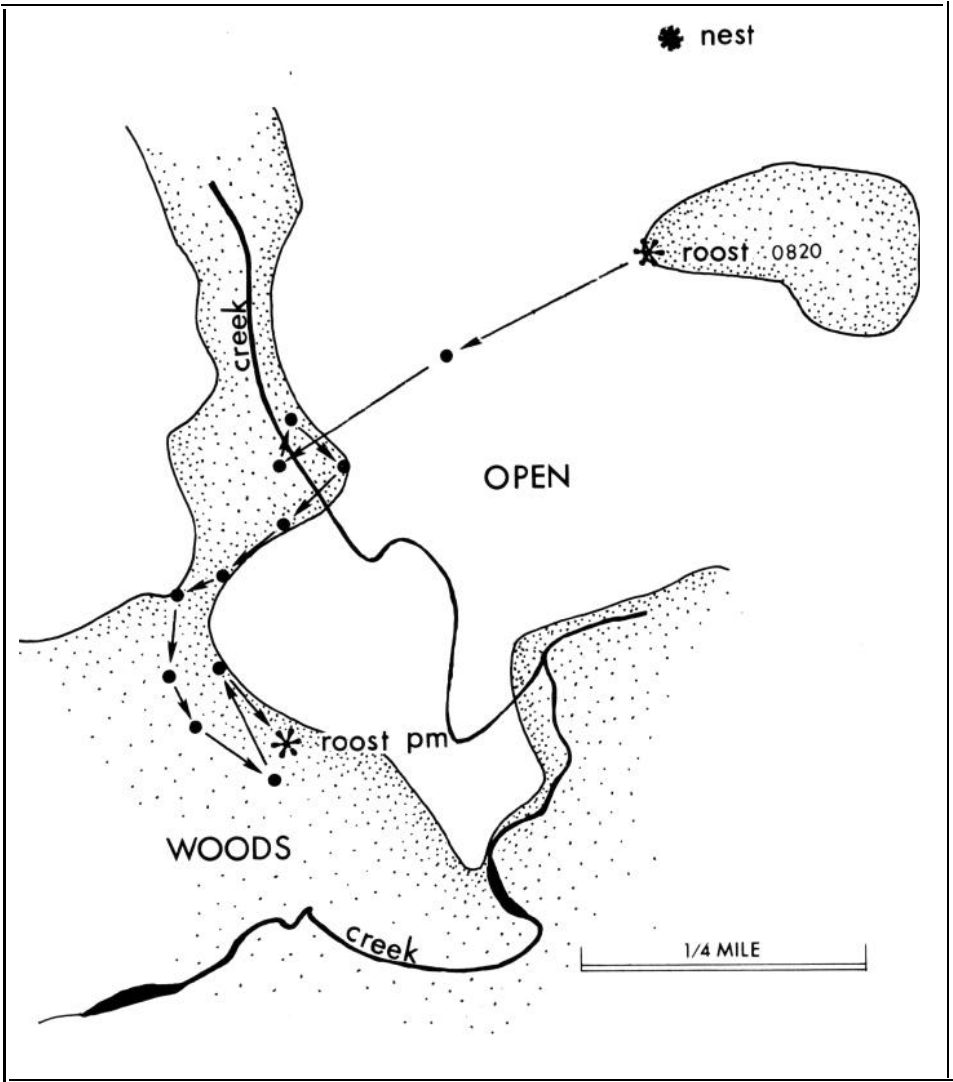 nest
roost 0820
creek
OPEN
roost pm
WOODS
creek
1/4 MILE